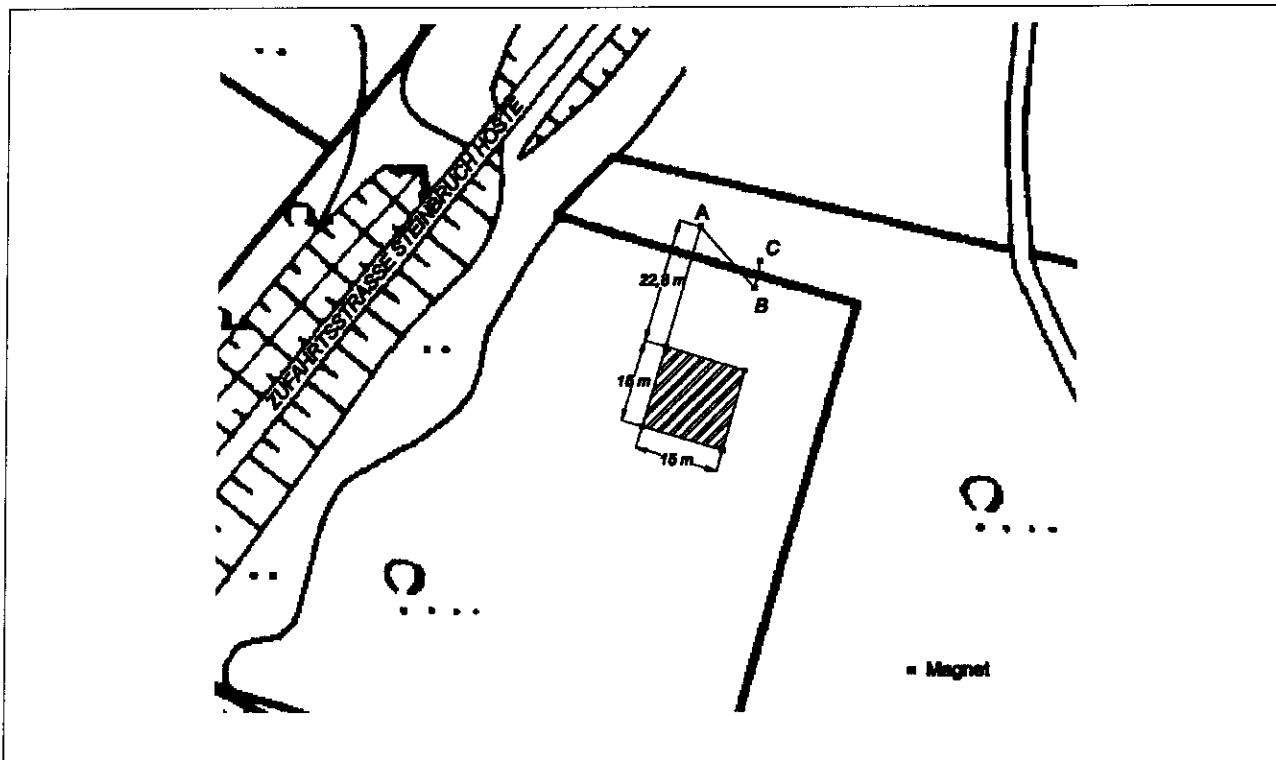 ZUFAHRTSSTRASSE STEINBRUCH HOSTE
A
C
22,8 m
B
15 m
15 m
Magnet